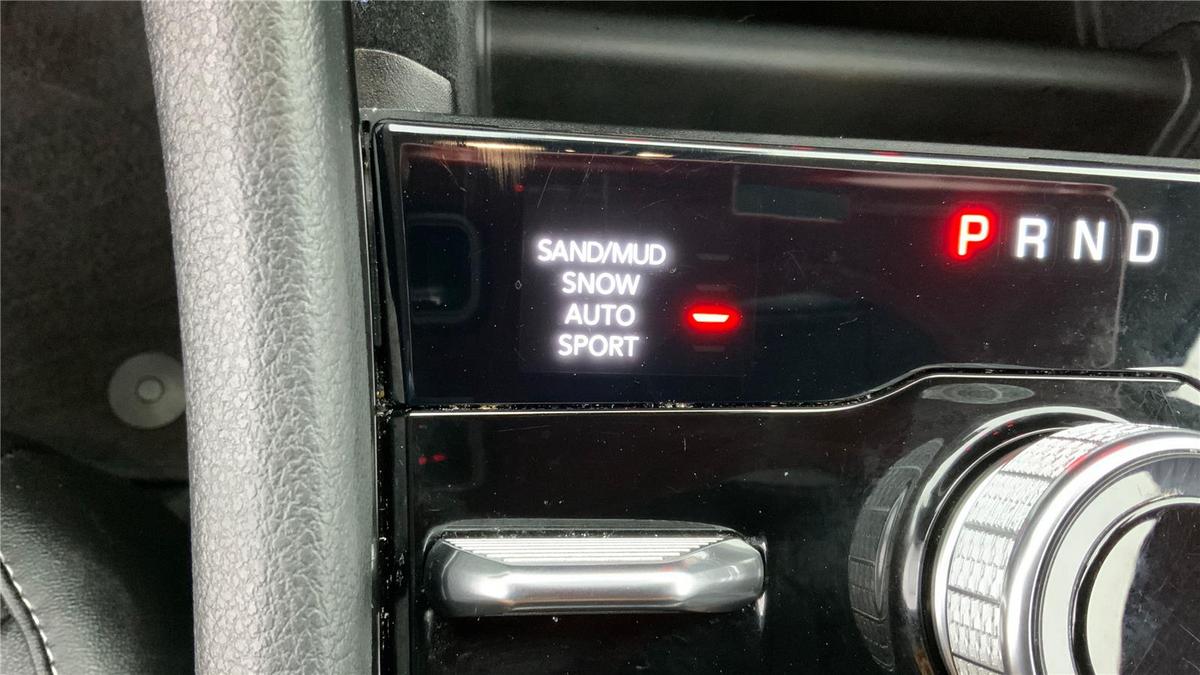 SAND/MUD
SNOW
AUTO
SPORT
P R N D